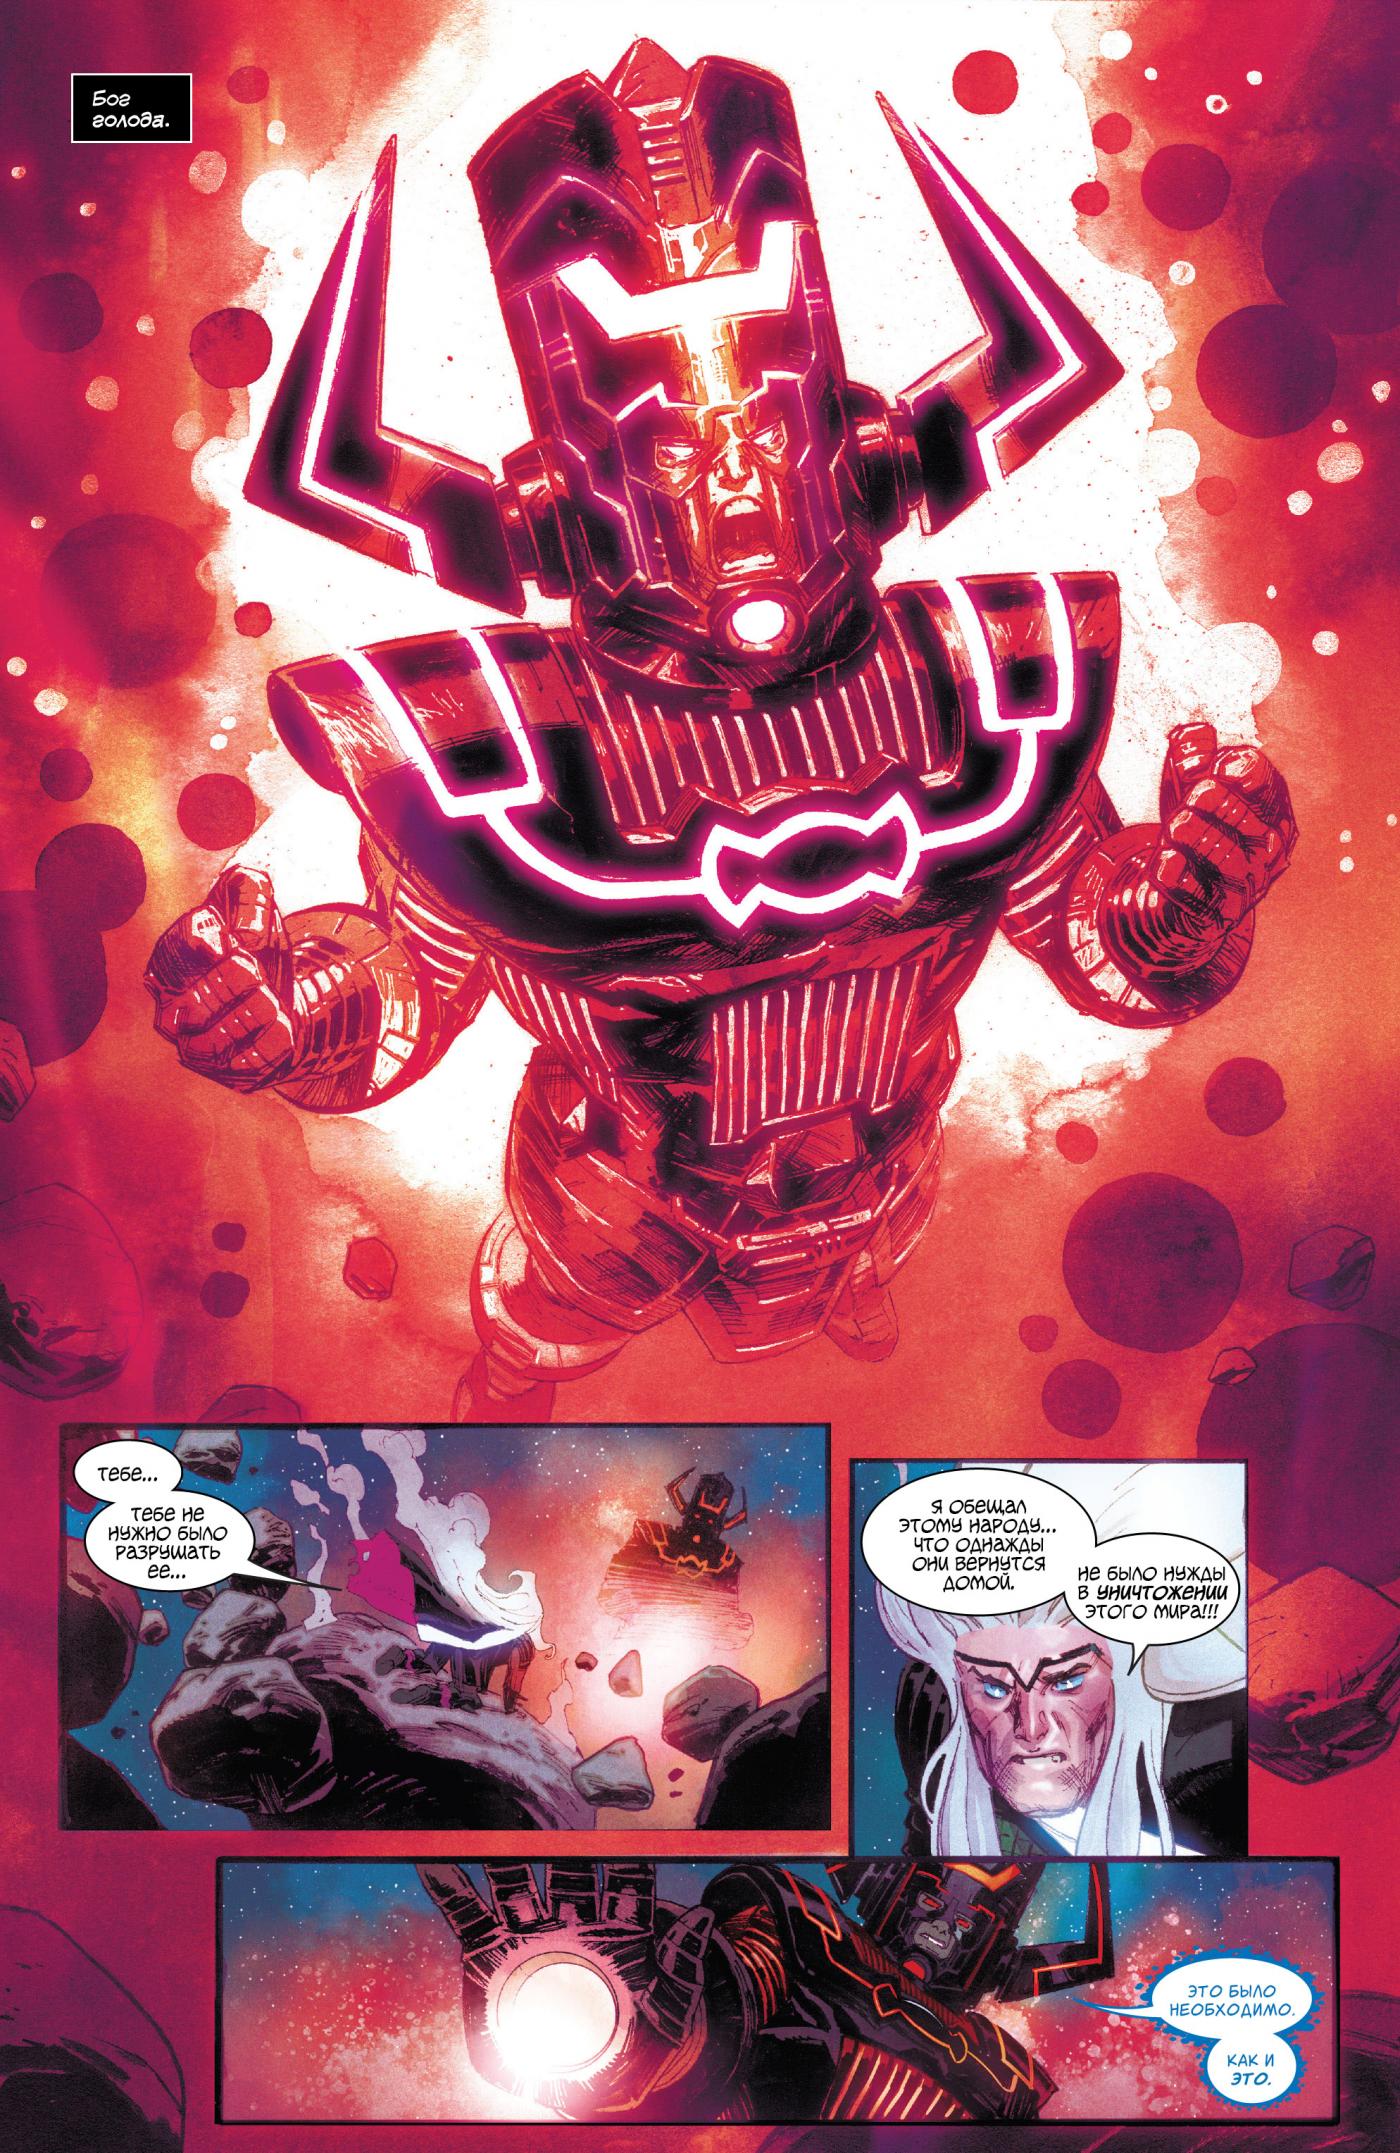 Бог
голода.
ТЕБЕ...
ТЕБЕ НЕ
НУЖНО БЫЛО
РАЗРУШАТЬ
ЕЕ...
Я ОБЕЩАЛ
ЭТОМУ НАРОДУ...
ЧТО ОДНАЖДЫ
ОНИ ВЕРНУТСЯ
ДОМОЙ.
НЕ БЫЛО НУЖДЫ
В УНИЧТОЖЕНИИ
ЭТОГО МИРА!!!
ЭТО БЫЛО
НЕОБХОДИМО.
КАК И
ЭТО.